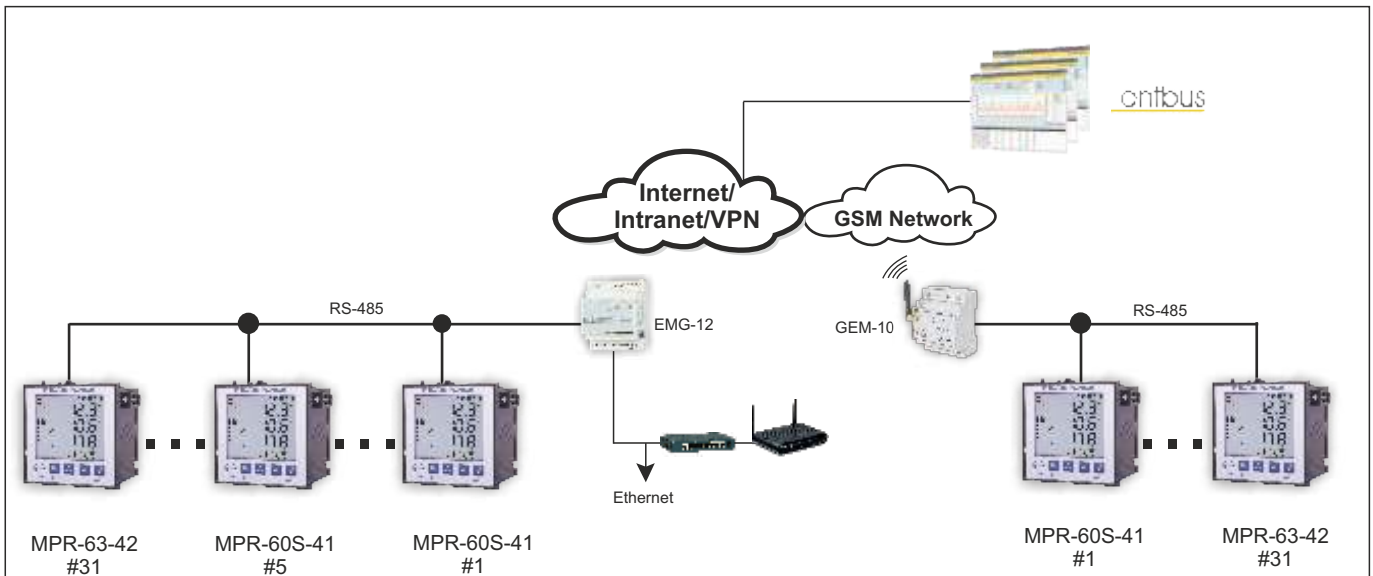 cntbus
Internet/
Intranet/VPN
GSM Network
RS-485
EMG-12
GEM-10
RS-485
Ethernet
MPR-63-42
#31
MPR-60S-41
#5
MPR-60S-41
#1
MPR-60S-41
#1
MPR-63-42
#31